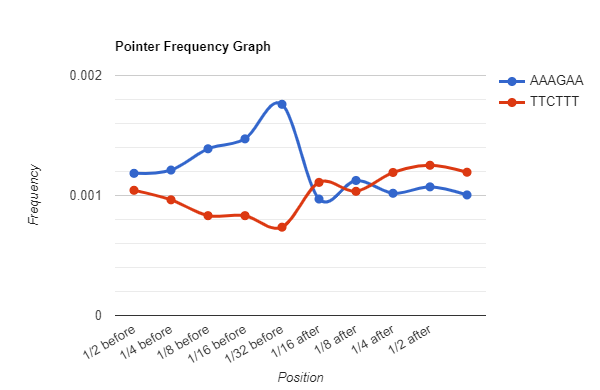 Pointer Frequency Graph
0.002
AAAGAA
TTCTTT
0.001
Frequency
0
1/2 before
1/4 before
1/8 before
1/16 before
1/32 before
1/16 after
1/8 after
1/4 after
1/2 after
Position